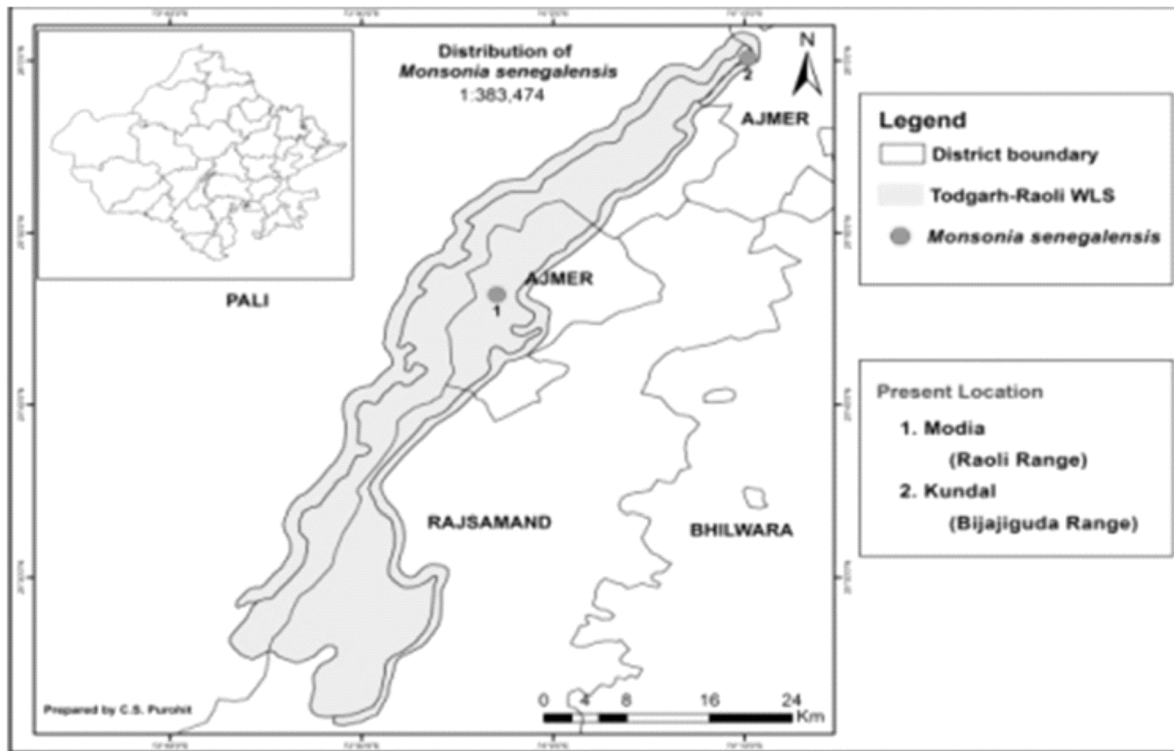 Distribution of
Monsonia senegalensis
1:383,474
N
2
AJMER
AJMER
1
PALI
RAJSAMAND
BHILWARA
Prepared by C.S. Purohit
0 4 8 16 24
Km
Legend
District boundary
Todgarh-Raoli WLS
Monsonia senegalensis
Present Location
1. Modia
(Raoli Range)
2. Kundal
(Bijajiguda Range)